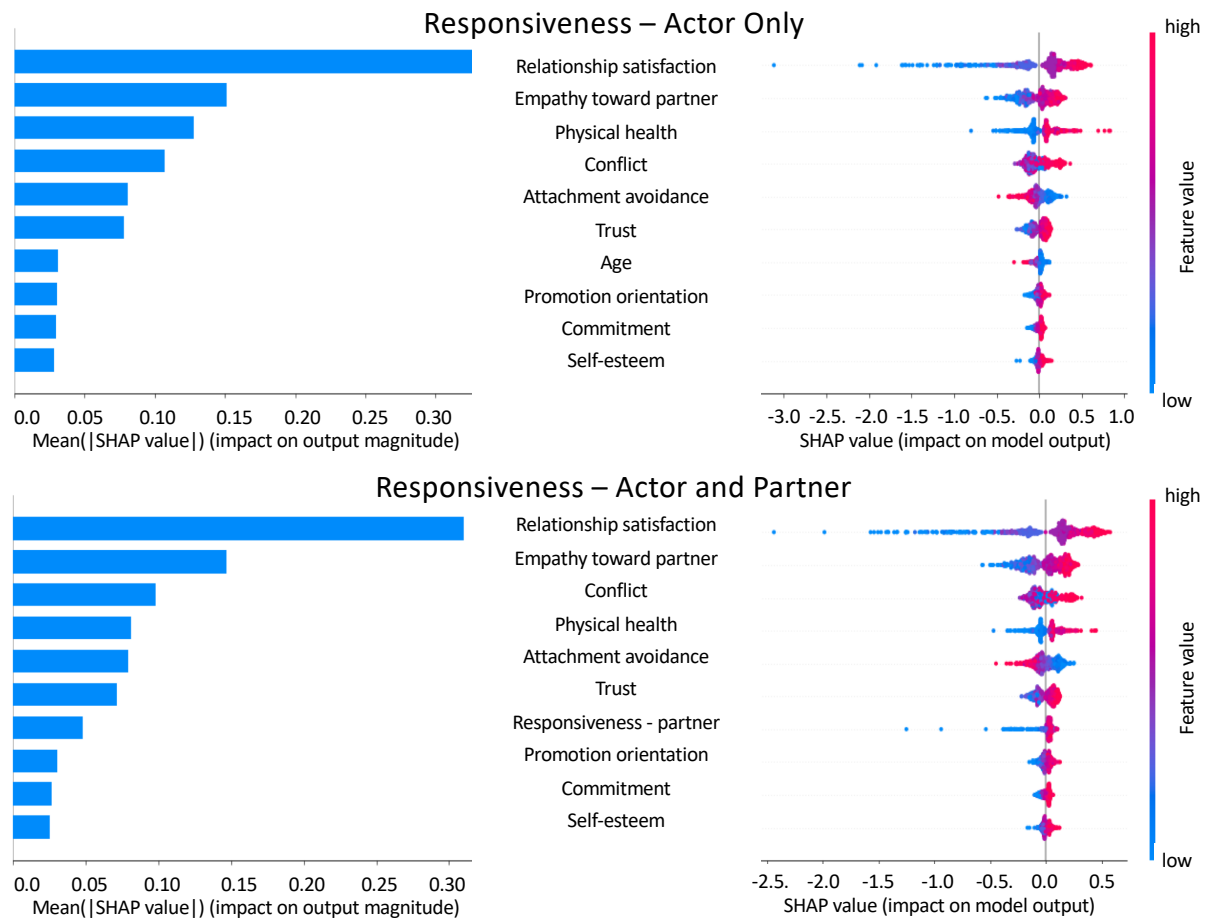 Responsiveness – Actor Only
high
Relationship satisfaction
Empathy toward partner
Physical health
Conflict
Attachment avoidance
Trust
Age
Promotion orientation
Commitment
Self-esteem
Feature value
low
0.0 0.05 0.10 0.15 0.20 0.25 0.30
Mean(|SHAP value|) (impact on output magnitude)
-3.0 -2.5. -2.0 -1.5 -1.0 -0.5. 0.0 0.5 1.0
SHAP value (impact on model output)
Responsiveness – Actor and Partner
high
Relationship satisfaction
Empathy toward partner
Conflict
Physical health
Attachment avoidance
Trust
Responsiveness - partner
Promotion orientation
Commitment
Self-esteem
Feature value
low
0.0 0.05 0.10 0.15 0.20 0.25 0.30
Mean(|SHAP value|) (impact on output magnitude)
-2.5. -2.0 -1.5 -1.0 -0.5. 0.0 0.5
SHAP value (impact on model output)